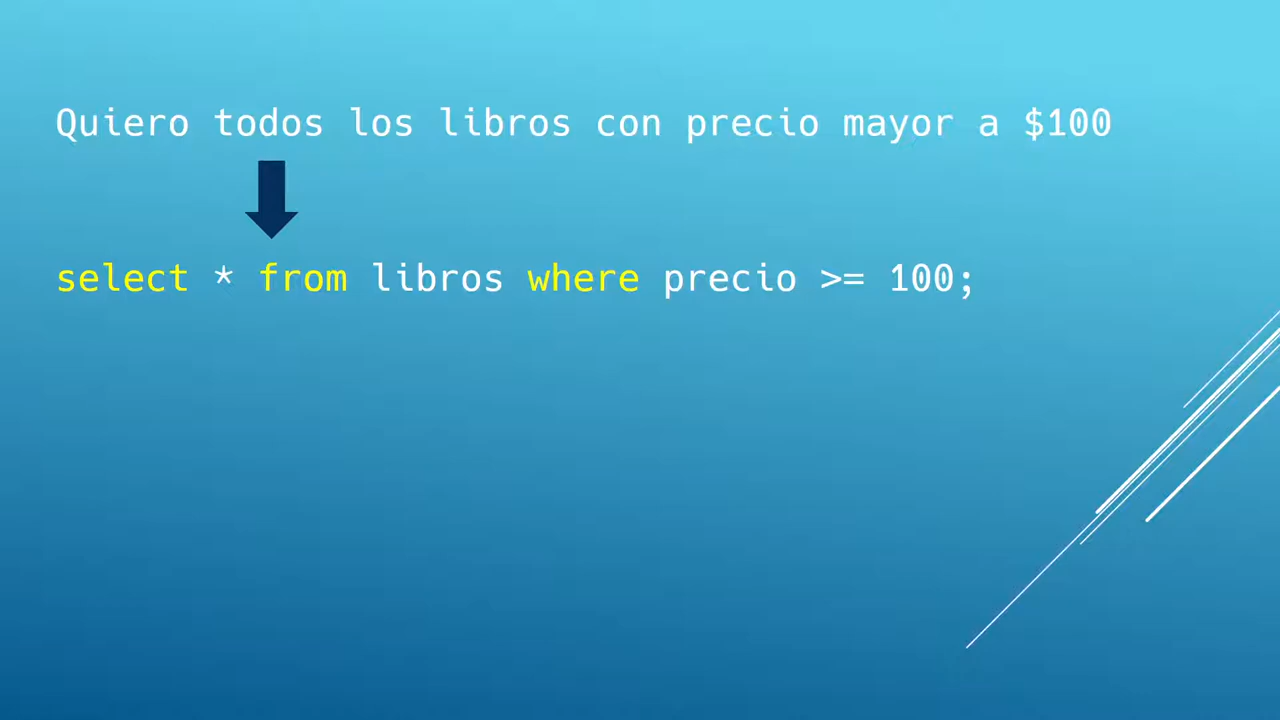 Quiero todos los libros con precio mayor a $100
select * from libros where precio >= 100;